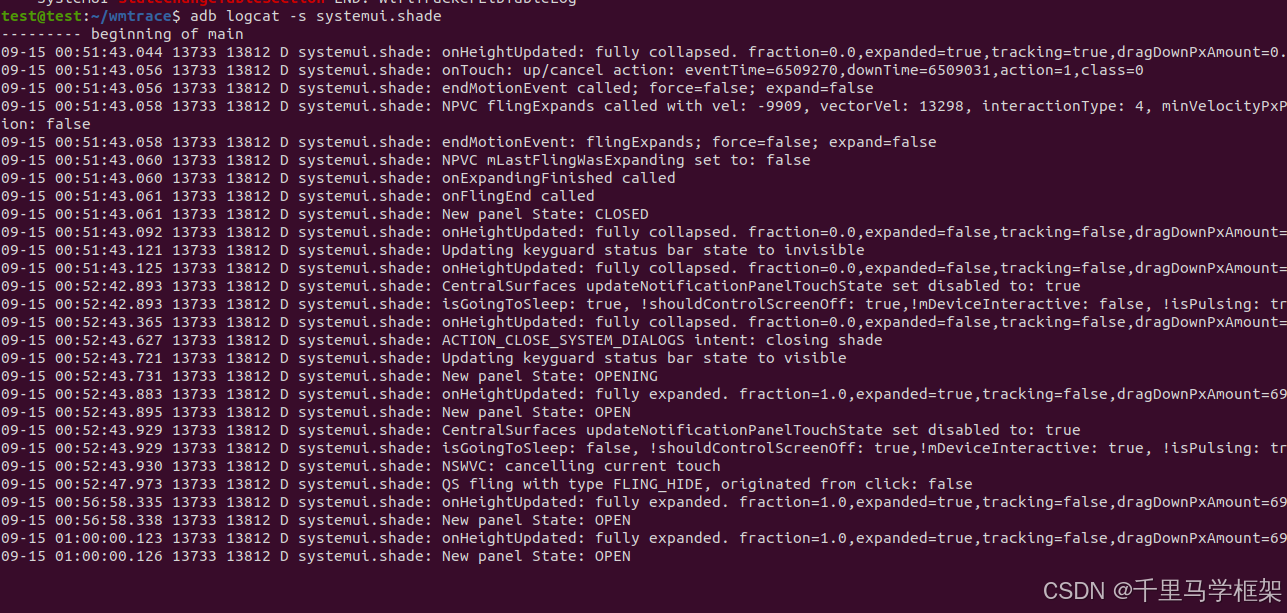 test@test:~/wmtrace$ adb logcat -s systemui.shade
--------- beginning of main
09-15 00:51:43.044 13733 13812 D systemui.shade: onHeightUpdated: fully collapsed. fraction=0.0,expanded=true,tracking=true,dragDownPxAmount=0.
09-15 00:51:43.056 13733 13812 D systemui.shade: onTouch: up/cancel action: eventTime=6509270,downTime=6509031,action=1,class=0
09-15 00:51:43.056 13733 13812 D systemui.shade: endMotionEvent called; force=false; expand=false
09-15 00:51:43.058 13733 13812 D systemui.shade: NPVC flingExpands called with vel: -9909, vectorVel: 13298, interactionType: 4, minVelocityPxP
ion: false
09-15 00:51:43.058 13733 13812 D systemui.shade: endMotionEvent: flingExpands; force=false; expand=false
09-15 00:51:43.060 13733 13812 D systemui.shade: NPVC mLastFlingWasExpanding set to: false
09-15 00:51:43.060 13733 13812 D systemui.shade: onExpandingFinished called
09-15 00:51:43.061 13733 13812 D systemui.shade: onFlingEnd called
09-15 00:51:43.061 13733 13812 D systemui.shade: New panel State: CLOSED
09-15 00:51:43.092 13733 13812 D systemui.shade: onHeightUpdated: fully collapsed. fraction=0.0,expanded=false,tracking=false,dragDownPxAmount=
09-15 00:51:43.121 13733 13812 D systemui.shade: Updating keyguard status bar state to invisible
09-15 00:51:43.125 13733 13812 D systemui.shade: onHeightUpdated: fully collapsed. fraction=0.0,expanded=false,tracking=false,dragDownPxAmount=
09-15 00:52:42.893 13733 13812 D systemui.shade: CentralSurfaces updateNotificationPanelTouchState set disabled to: true
09-15 00:52:42.893 13733 13812 D systemui.shade: isGoingToSleep: true, !shouldControlScreenOff: true,!mDeviceInteractive: false, !isPulsing: tr
09-15 00:52:43.365 13733 13812 D systemui.shade: onHeightUpdated: fully collapsed. fraction=0.0,expanded=false,tracking=false,dragDownPxAmount=
09-15 00:52:43.627 13733 13812 D systemui.shade: ACTION_CLOSE_SYSTEM_DIALOGS intent: closing shade
09-15 00:52:43.721 13733 13812 D systemui.shade: Updating keyguard status bar state to visible
09-15 00:52:43.731 13733 13812 D systemui.shade: New panel State: OPENING
09-15 00:52:43.883 13733 13812 D systemui.shade: onHeightUpdated: fully expanded. fraction=1.0,expanded=true,tracking=false,dragDownPxAmount=69
09-15 00:52:43.895 13733 13812 D systemui.shade: New panel State: OPEN
09-15 00:52:43.929 13733 13812 D systemui.shade: CentralSurfaces updateNotificationPanelTouchState set disabled to: true
09-15 00:52:43.929 13733 13812 D systemui.shade: isGoingToSleep: false, !shouldControlScreenOff: true,!mDeviceInteractive: true, !isPulsing: tr
09-15 00:52:43.930 13733 13812 D systemui.shade: NSWVC: cancelling current touch
09-15 00:52:47.973 13733 13812 D systemui.shade: QS fling with type FLING_HIDE, originated from click: false
09-15 00:56:58.335 13733 13812 D systemui.shade: onHeightUpdated: fully expanded. fraction=1.0,expanded=true,tracking=false,dragDownPxAmount=69
09-15 00:56:58.338 13733 13812 D systemui.shade: New panel State: OPEN
09-15 01:00:00.123 13733 13812 D systemui.shade: onHeightUpdated: fully expanded. fraction=1.0,expanded=true,tracking=false,dragDownPxAmount=69
09-15 01:00:00.126 13733 13812 D systemui.shade: New panel State: OPEN
CSDN @千里马学框架